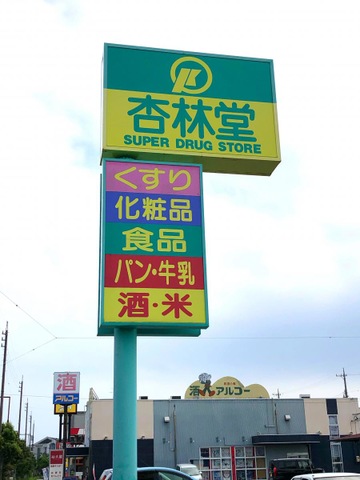 杏林堂
SUPER DRUG STORE
くすり
化粧品
食品
パン・牛乳
酒・米
酒
アルコー
酒
アルコー